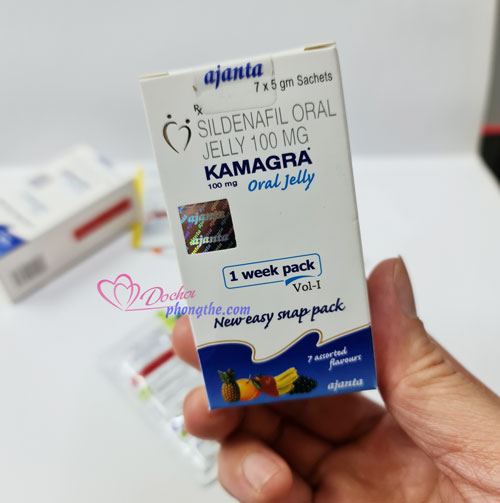 ajanta
7 x 5 gm Sachets
Rx
SILDENAFIL ORAL
JELLY 100 MG
KAMAGRA
100 mg Oral Jelly
ajanta
ajanta
1 week pack
Vol-I
Dochoi
phongthe.com
New easy snap pack
7 assorted
flavours
ajanta